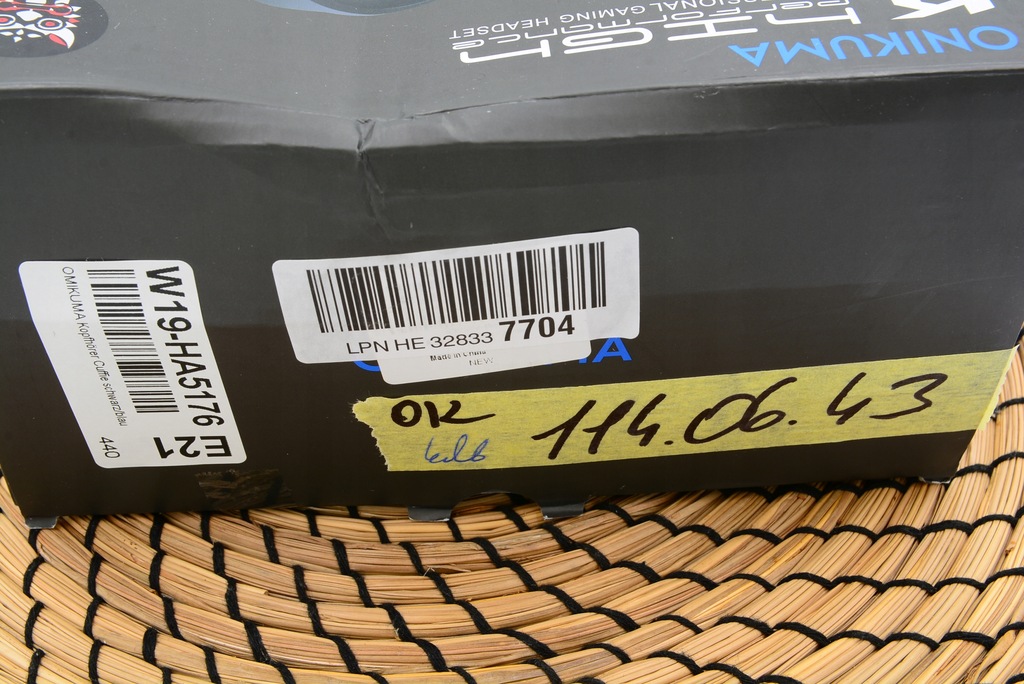 ONIKUMA
K
HIGH
Performance
PROFESSIONAL GAMING HEADSET
W19-HA5176 E21
OMIKUMA Kopfhörer Cuffie schwarz/blau 440
LPN HE 32833 7704
Made in China
NEW
OK
114.06.43